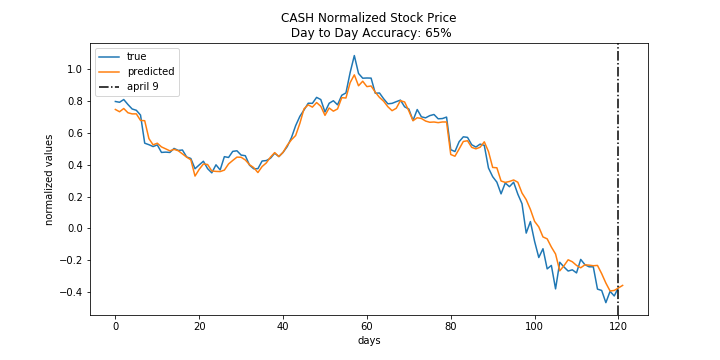 CASH Normalized Stock Price
Day to Day Accuracy: 65%
true
predicted
april 9
normalized values
1.0
0.8
0.6
0.4
0.2
0.0
−0.2
−0.4
0 20 40 60 80 100 120
days